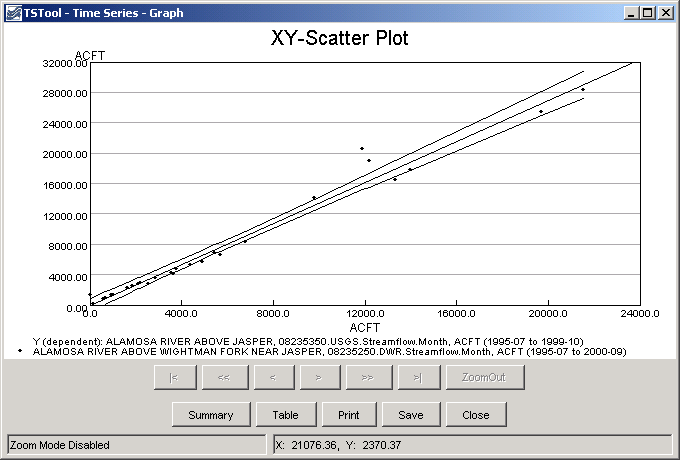 TSTool - Time Series - Graph
XY-Scatter Plot
ACFT
32000.00
28000.00
24000.00
20000.00
16000.00
12000.00
8000.00
4000.00
0.00
0.0 4000.0 8000.0 12000.0 16000.0 20000.0 24000.0
ACFT
Y (dependent): ALAMOSA RIVER ABOVE JASPER, 08235350.USGS.Streamflow.Month, ACFT (1995-07 to 1999-10)
ALAMOSA RIVER ABOVE WIGHTMAN FORK NEAR JASPER, 08235250.DWR.Streamflow.Month, ACFT (1995-07 to 2000-09)
|< << < > >> >| ZoomOut
Summary Table Print Save Close
Zoom Mode Disabled X: 21076.36, Y: 2370.37